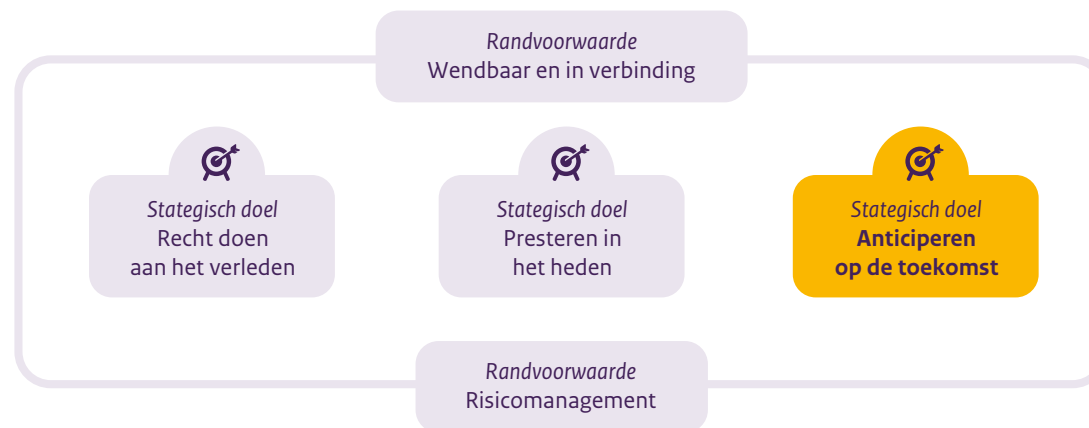 Randvoorwaarde
Wendbaar en in verbinding
Stategisch doel
Recht doen
aan het verleden
Stategisch doel
Presteren in
het heden
Stategisch doel
Anticiperen
op de toekomst
Randvoorwaarde
Risicomanagement